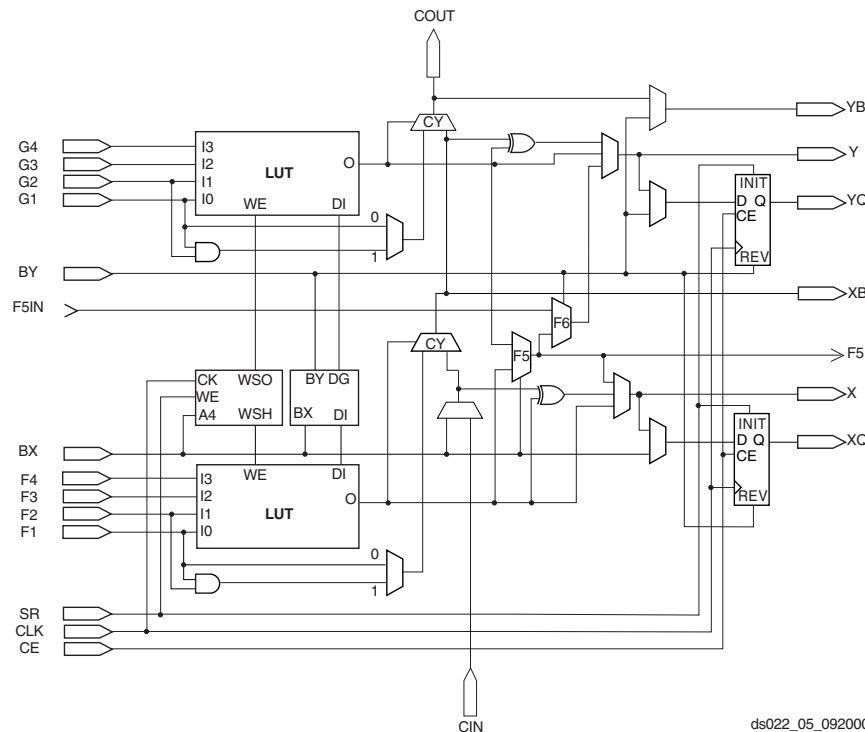 COUT
CY
YB
G4
G3
G2
G1
I3
I2
I1
I0
LUT
O
WE
DI
0
1
Y
INIT
D Q
CE
REV
YQ
BY
XB
F5IN
F6
CY
F5
F5
CK
WE
A4
WSO
WSH
BY DG
BX
DI
X
INIT
D Q
CE
REV
XQ
BX
F4
F3
F2
F1
I3
I2
I1
I0
WE
DI
LUT
O
0
1
SR
CLK
CE
CIN
ds022_05_092000